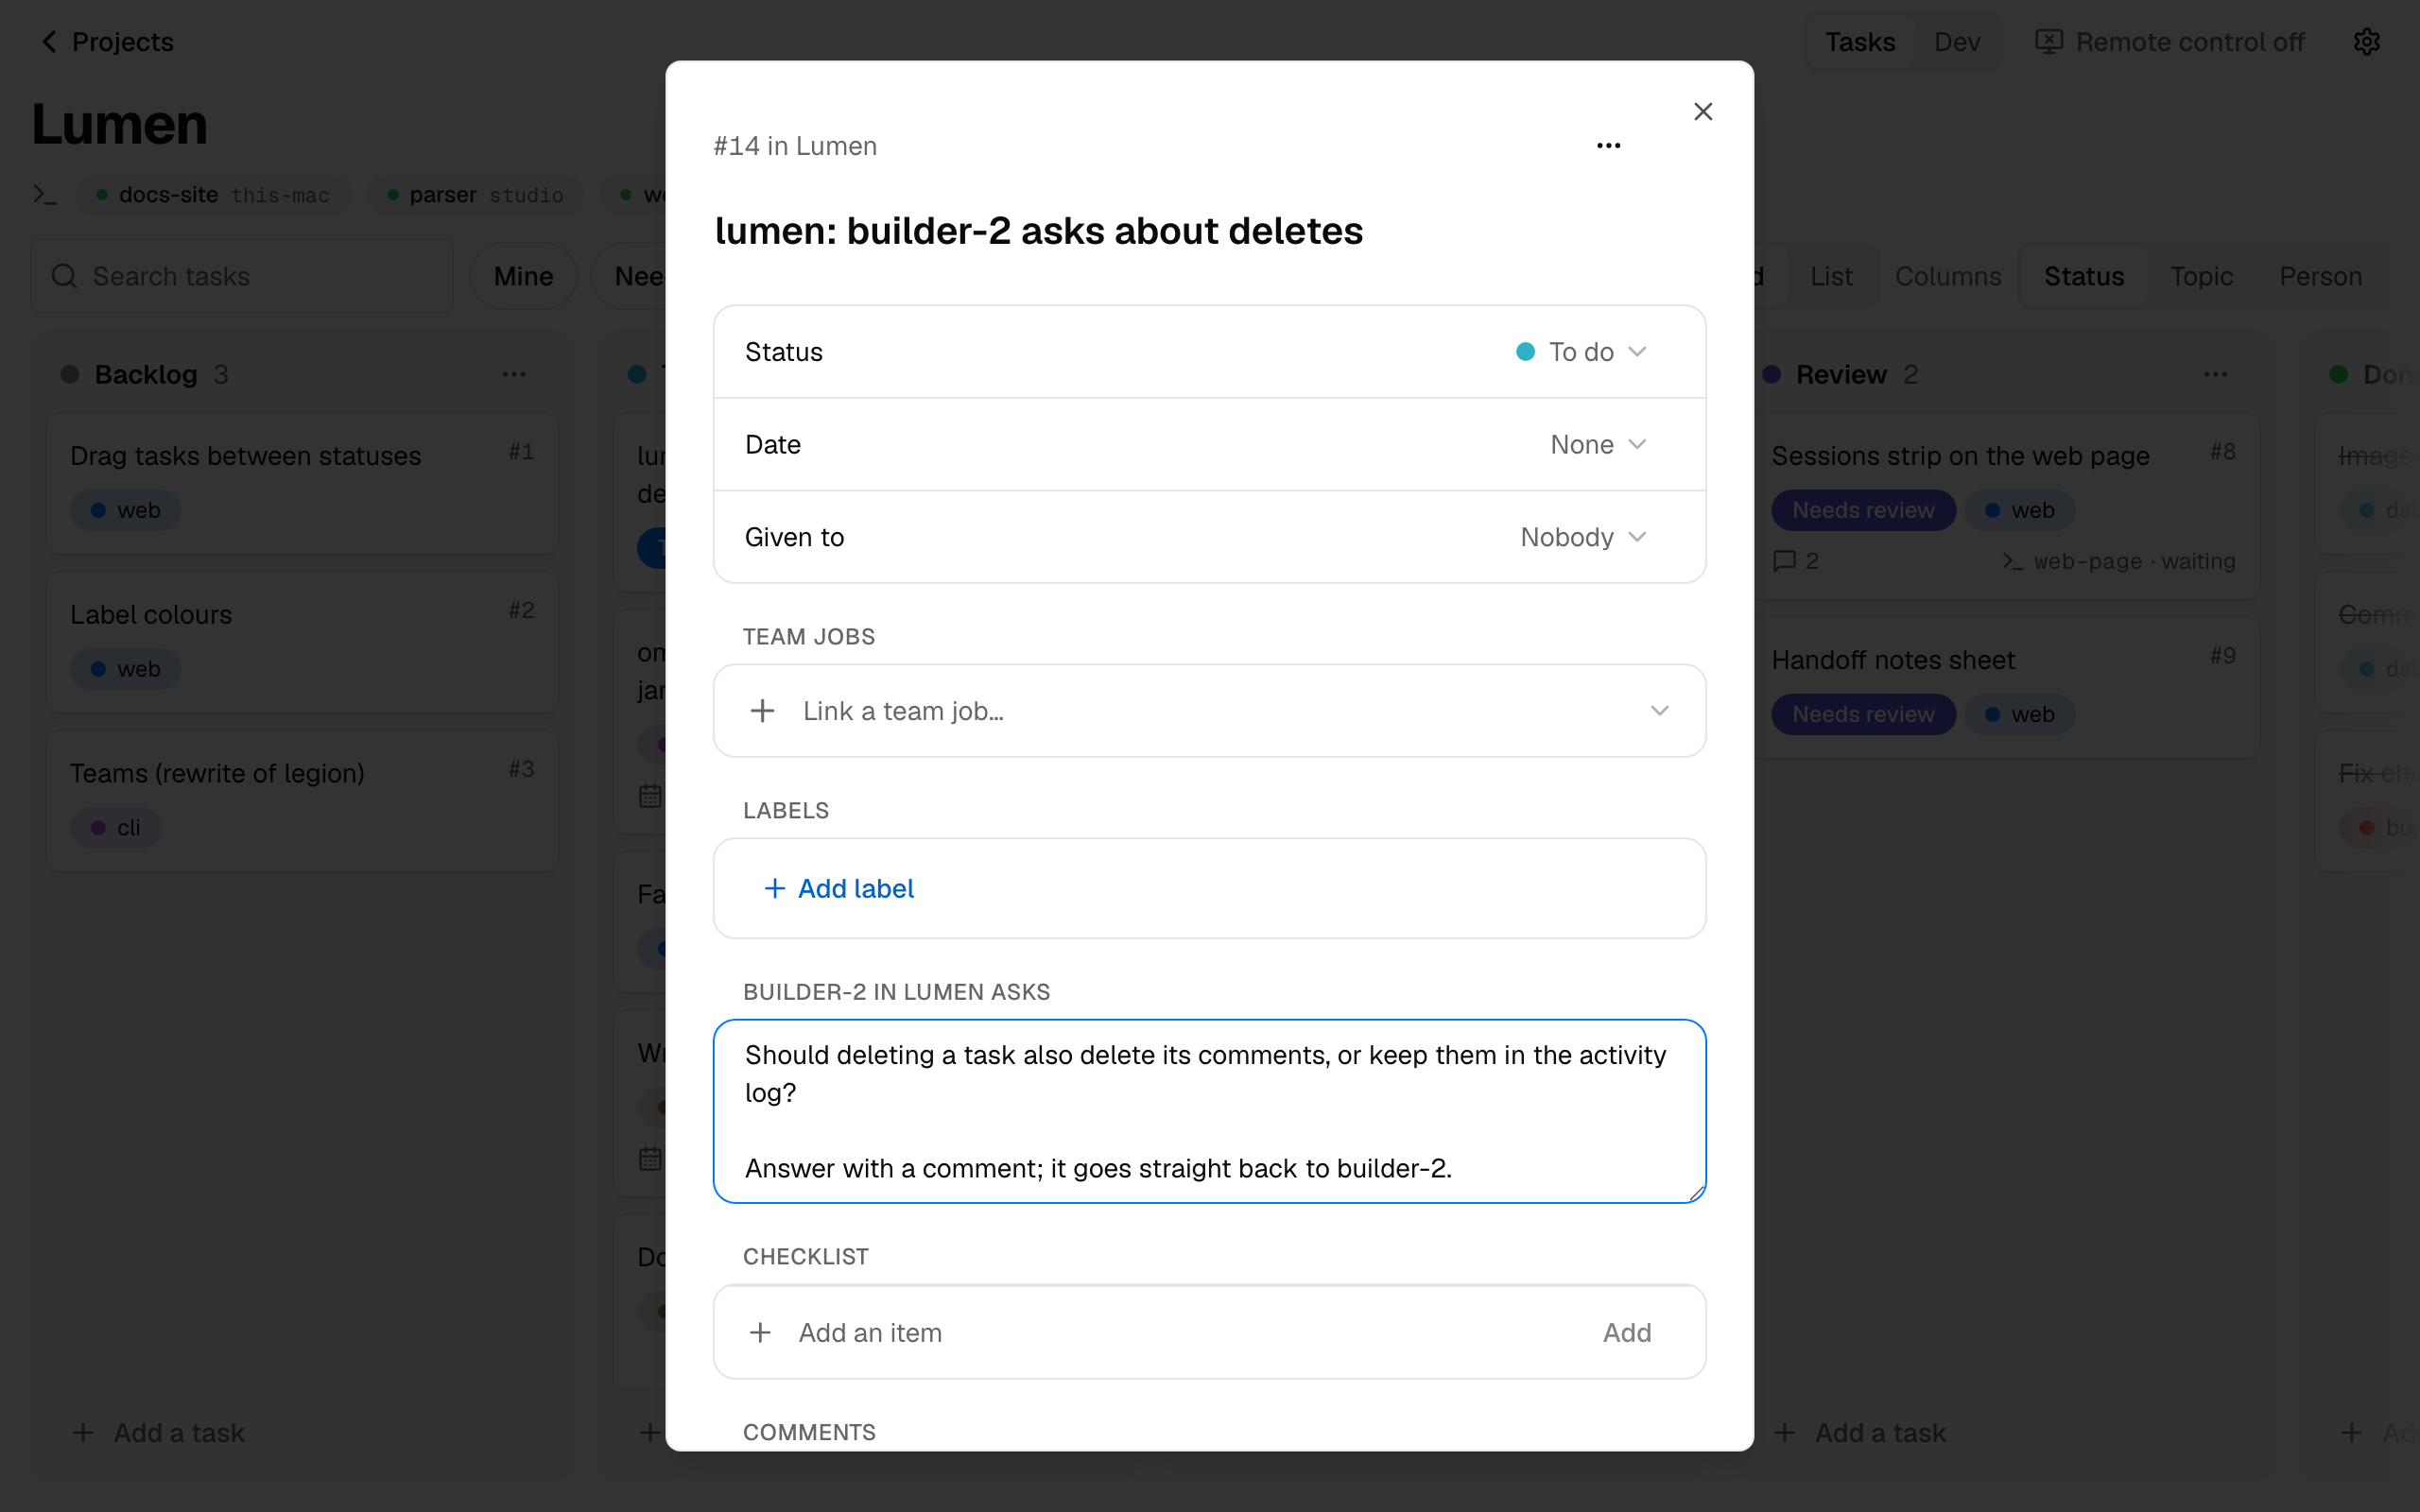 Projects
Tasks Dev Remote control off
Lumen
docs-site this-mac parser studio
Search tasks Mine
List Columns Status Topic Person
Backlog 3
Drag tasks between statuses #1
web
Label colours #2
web
Teams (rewrite of legion) #3
cli
Add a task
#14 in Lumen
lumen: builder-2 asks about deletes
Status To do
Date None
Given to Nobody
TEAM JOBS
Link a team job...
LABELS
Add label
BUILDER-2 IN LUMEN ASKS
Should deleting a task also delete its comments, or keep them in the activity
log?
Answer with a comment; it goes straight back to builder-2.
CHECKLIST
Add an item Add
COMMENTS
Review 2
Sessions strip on the web page #8
Needs review web
2 web-page · waiting
Handoff notes sheet #9
Needs review web
Add a task